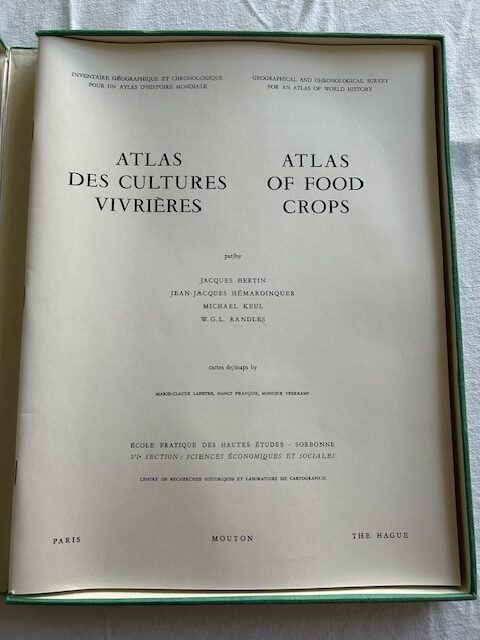 INVENTAIRE GÉOGRAPHIQUE ET CHRONOLOGIQUE
POUR UN ATLAS D'HISTOIRE MONDIALE
GEOGRAPHICAL AND CHRONOLOGICAL SURVEY
FOR AN ATLAS OF WORLD HISTORY
ATLAS
DES CULTURES
VIVRIÈRES
ATLAS
OF FOOD
CROPS
par/by
JACQUES BERTIN
JEAN-JACQUES HÉMARDINQUER
MICHAEL KEUL
W.G.L. RANDLES
cartes de/maps by
MARIE-CLAUDE LAPEYRE, NANCY FRANÇOIS, MONIQUE VEERKAMP
ÉCOLE PRATIQUE DES HAUTES ÉTUDES – SORBONNE
VIe SECTION: SCIENCES ÉCONOMIQUES ET SOCIALES
CENTRE DE RECHERCHES HISTORIQUES ET LABORATOIRE DE CARTOGRAPHIE
PARIS MOUTON THE HAGUE